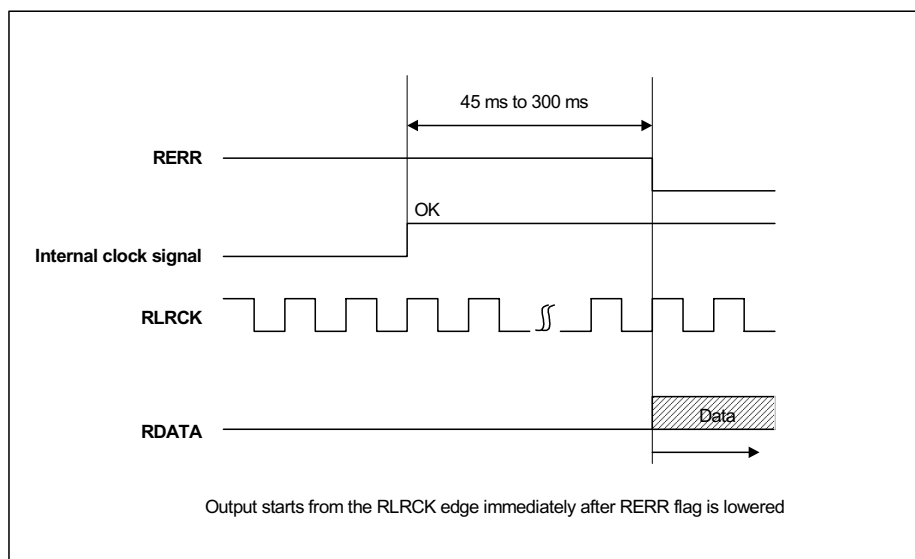 45 ms to 300 ms
RERR
OK
Internal clock signal
RLRCK
Data
RDATA
Output starts from the RLRCK edge immediately after RERR flag is lowered